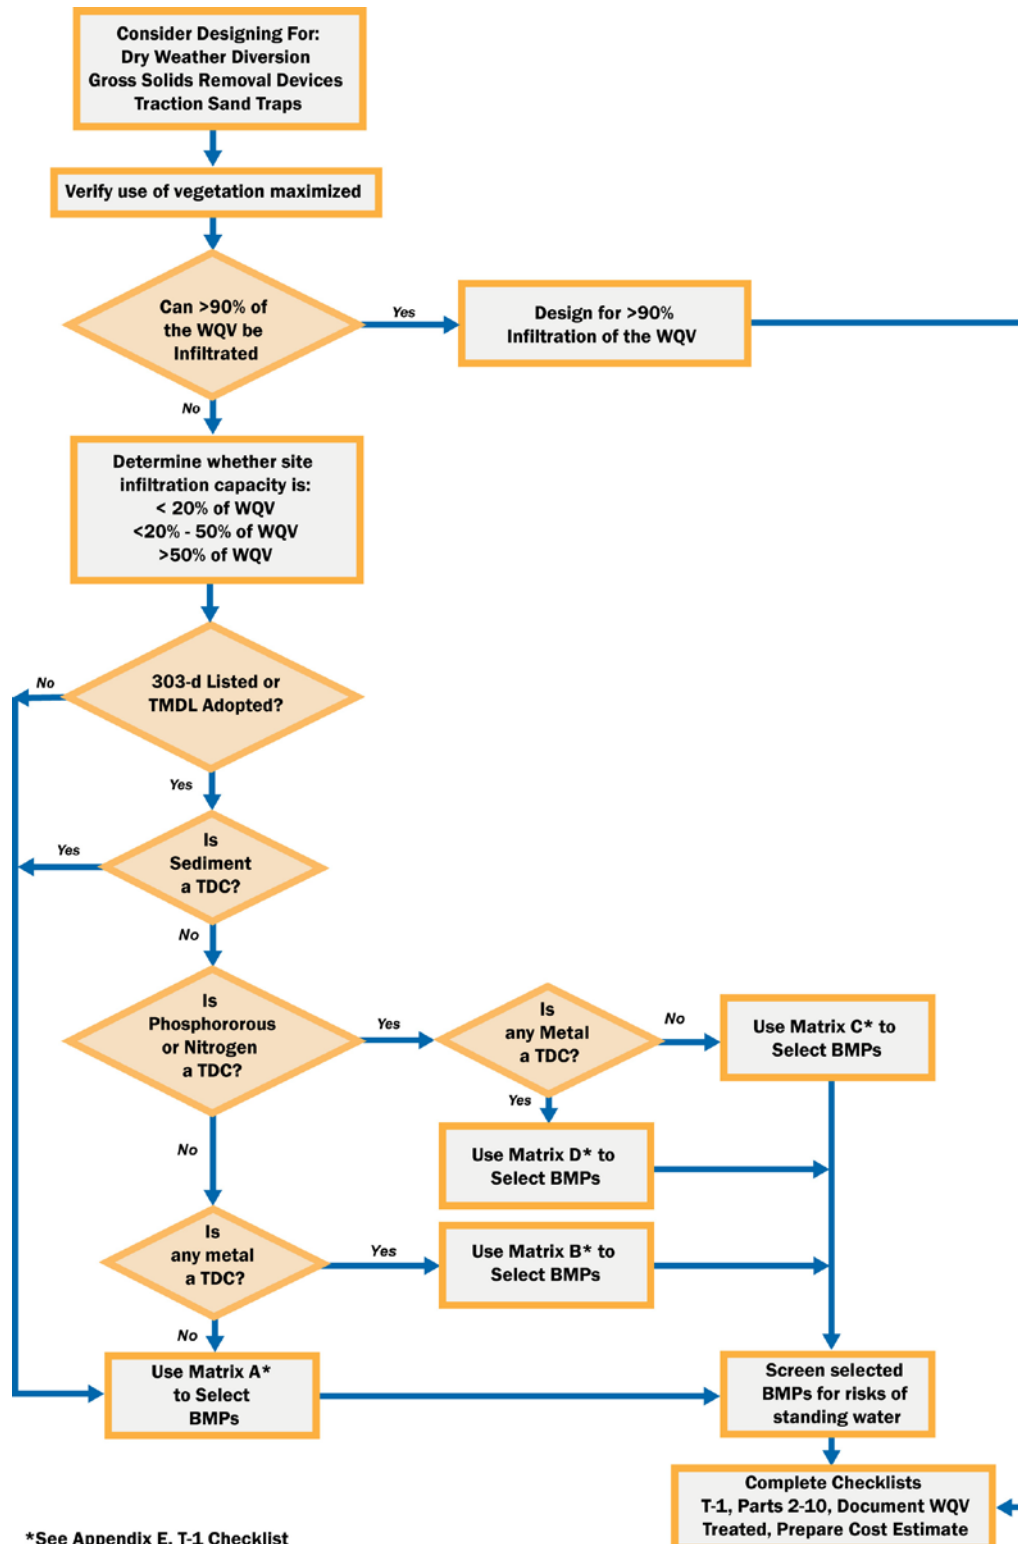 Consider Designing For:
Dry Weather Diversion
Gross Solids Removal Devices
Traction Sand Traps
Verify use of vegetation maximized
Can >90% of
the WQV be
Infiltrated
Yes
Design for >90%
Infiltration of the WQV
No
Determine whether site
infiltration capacity is:
< 20% of WQV
<20% - 50% of WQV
>50% of WQV
303-d Listed or
TMDL Adopted?
No
Yes
Is
Sediment
a TDC?
Yes
No
Is
Phosphororous
or Nitrogen
a TDC?
Yes
Is
any Metal
a TDC?
No
Use Matrix C* to
Select BMPs
Yes
Use Matrix D* to
Select BMPs
No
Is
any metal
a TDC?
Yes
Use Matrix B* to
Select BMPs
No
Use Matrix A*
to Select
BMPs
Screen selected
BMPs for risks of
standing water
Complete Checklists
T-1, Parts 2-10, Document WQV
Treated, Prepare Cost Estimate
*See Appendix E, T-1 Checklist